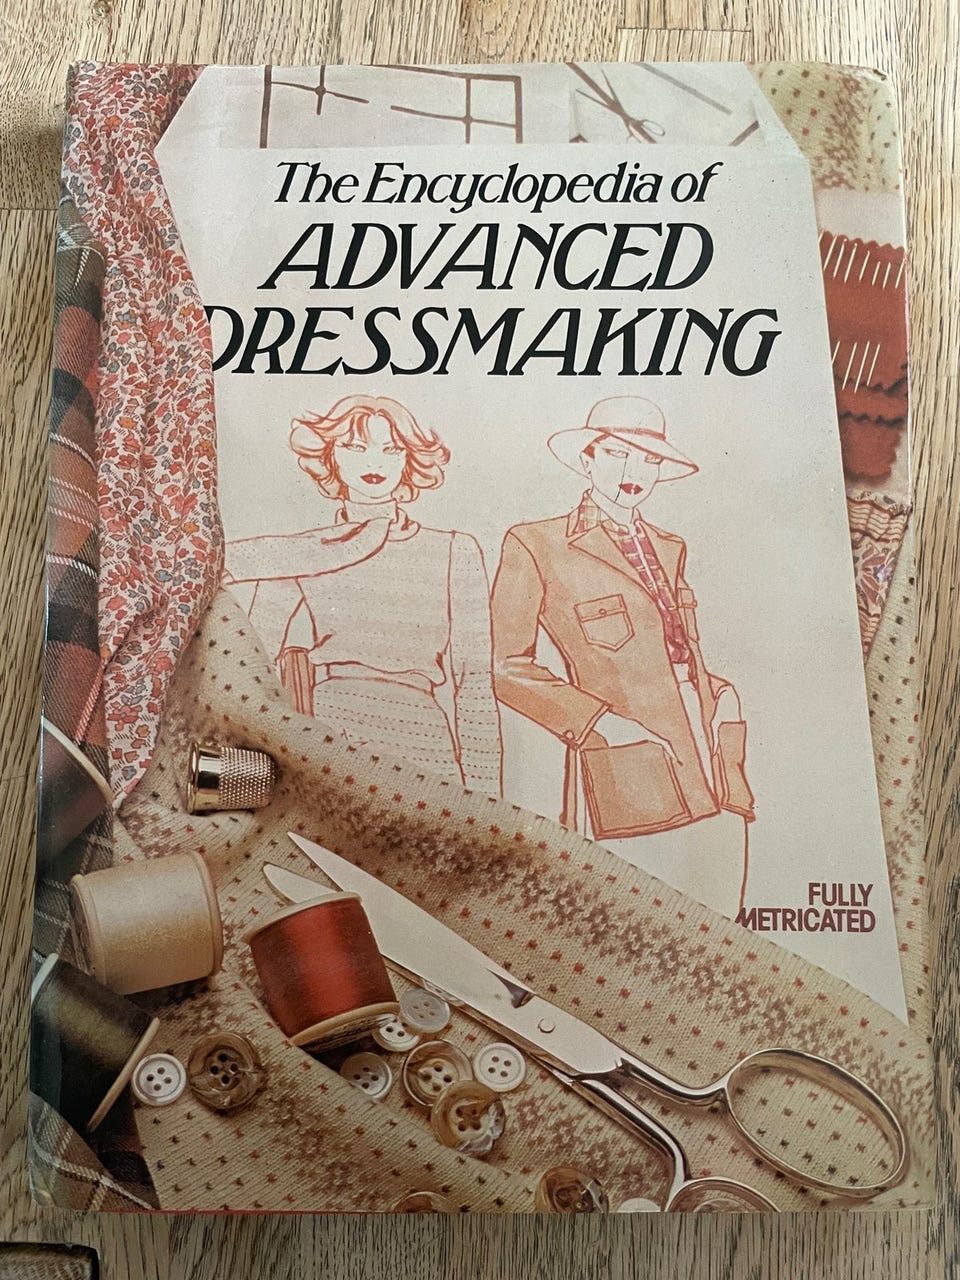 The Encyclopedia of
ADVANCED
DRESSMAKING
FULLY
METRICATED